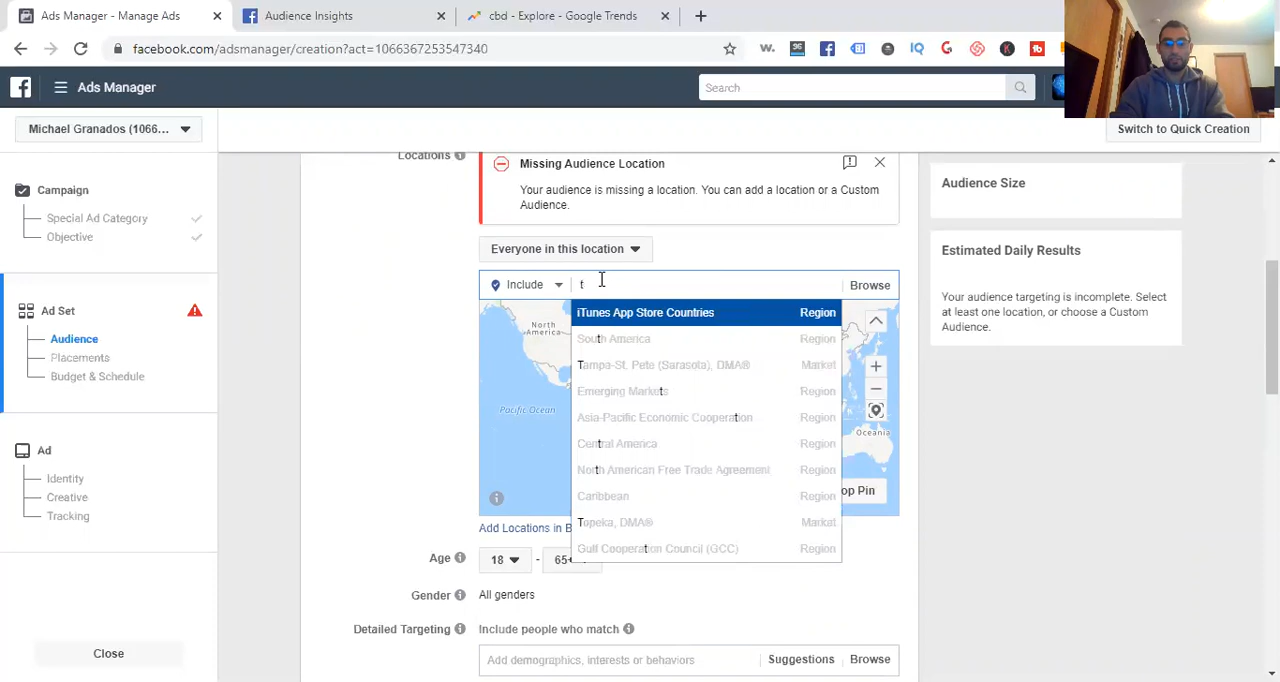 Ads Manager - Manage Ads
Audience Insights
cbd - Explore - Google Trends
facebook.com/adsmanager/creation?act=1066367253547340
Ads Manager
Search
Michael Granados (1066...
Switch to Quick Creation
Campaign
Special Ad Category
Objective
Ad Set
Audience
Placements
Budget & Schedule
Ad
Identity
Creative
Tracking
Close
Locations
Missing Audience Location
Your audience is missing a location. You can add a location or a Custom
Audience.
Everyone in this location
Include
t
Browse
iTunes App Store Countries Region
South America Region
Tampa-St. Pete (Sarasota), DMA® Market
Emerging Markets Region
Asia-Pacific Economic Cooperation Region
Central America Region
North American Free Trade Agreement Region
Caribbean Region
Topeka, DMA® Market
Gulf Cooperation Council (GCC) Region
North
America
Pacific Ocean
Oceania
op Pin
Add Locations in B
Age
18 - 65+
Gender
All genders
Detailed Targeting
Include people who match
Add demographics, interests or behaviors
Suggestions
Browse
Audience Size
Estimated Daily Results
Your audience targeting is incomplete. Select
at least one location, or choose a Custom
Audience.